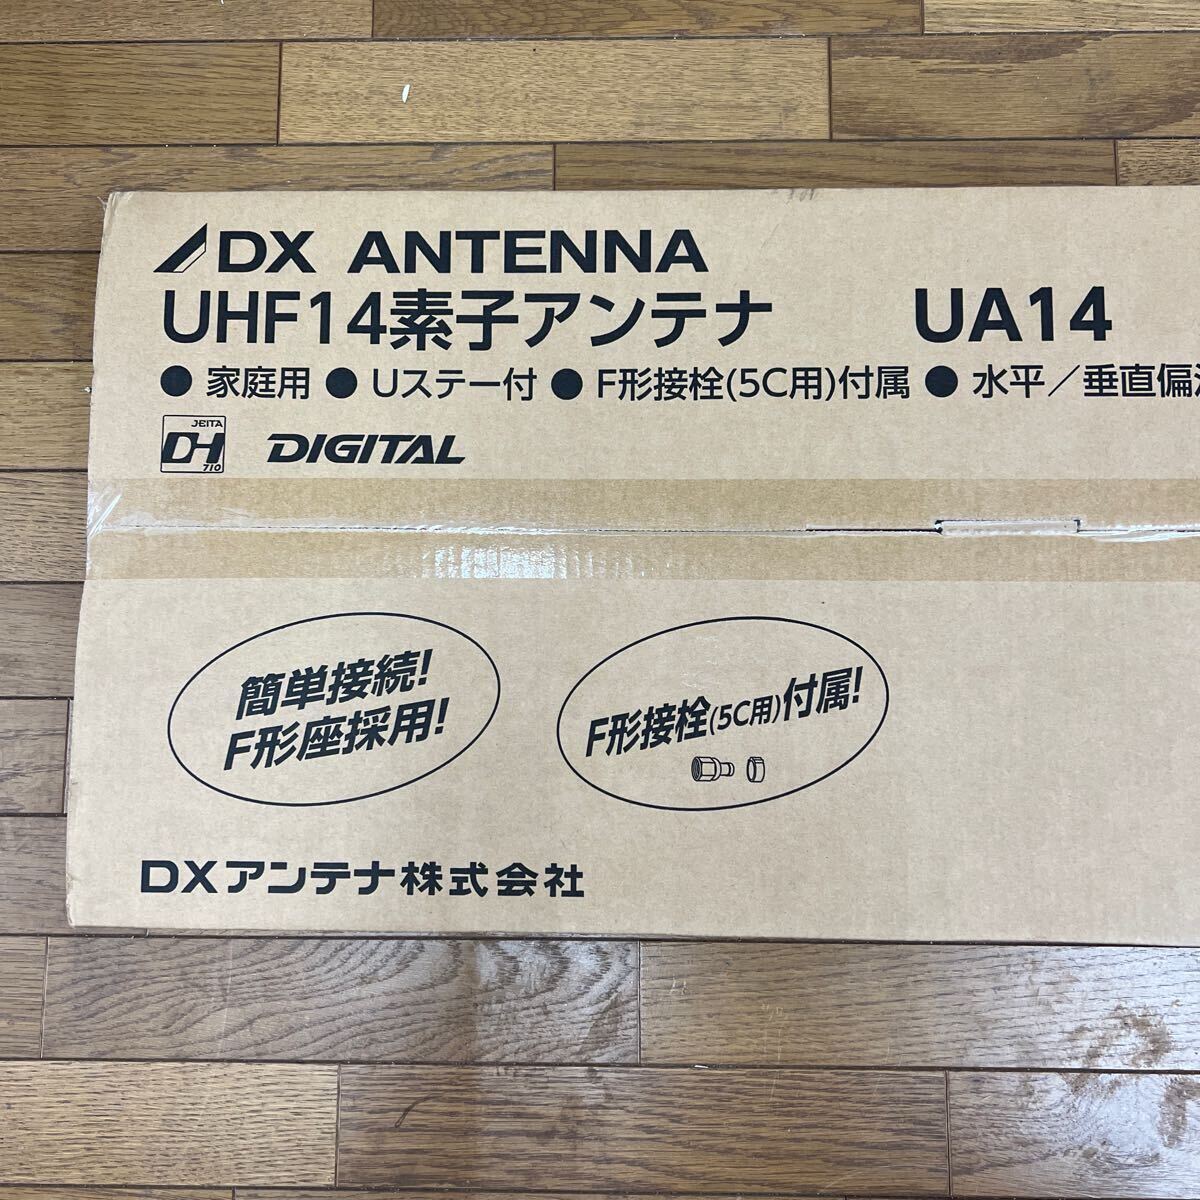 DX ANTENNA
UHF14素子アンテナ UA14
● 家庭用 ● Uステー付 ● F形接栓(5C用)付属 ● 水平／垂直偏
JEITA
DH
710
DIGITAL
簡単接続!
F形座採用!
F形接栓(5C用)付属!
DXアンテナ株式会社